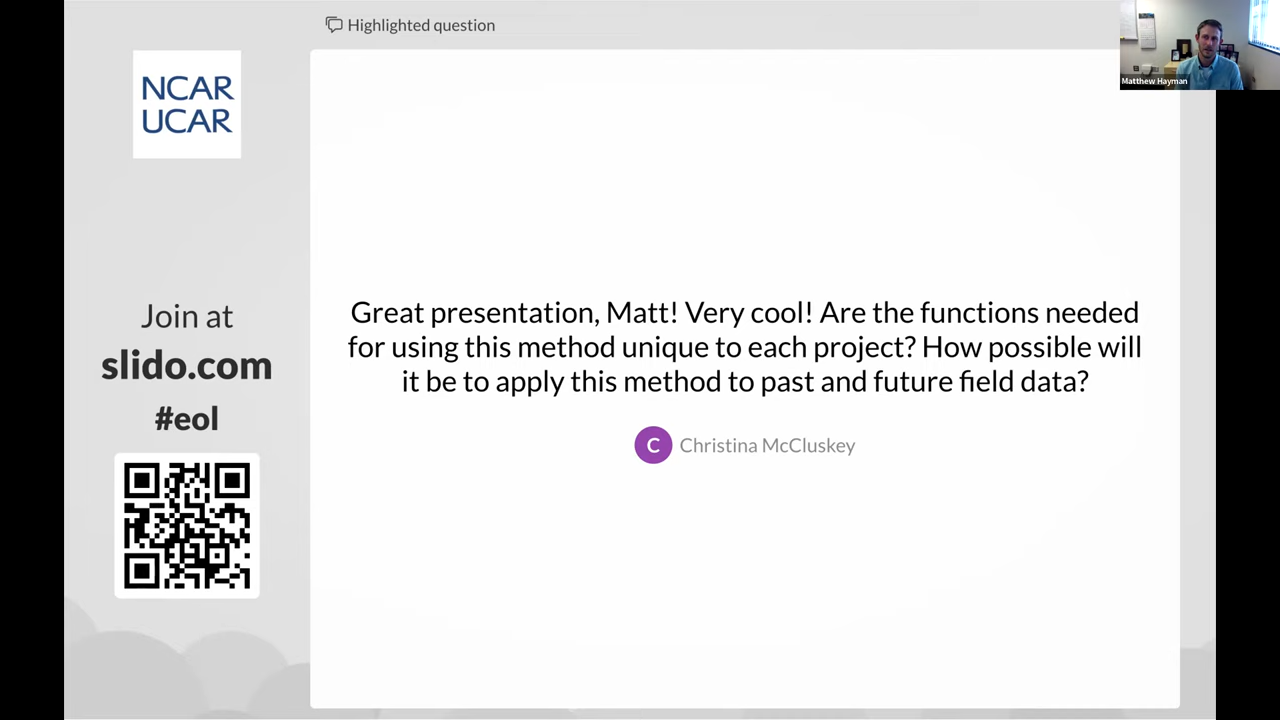 Highlighted question
NCAR
UCAR
Join at
slido.com
#eol
Great presentation, Matt! Very cool! Are the functions needed
for using this method unique to each project? How possible will
it be to apply this method to past and future field data?
C Christina McCluskey
Matthew Hayman